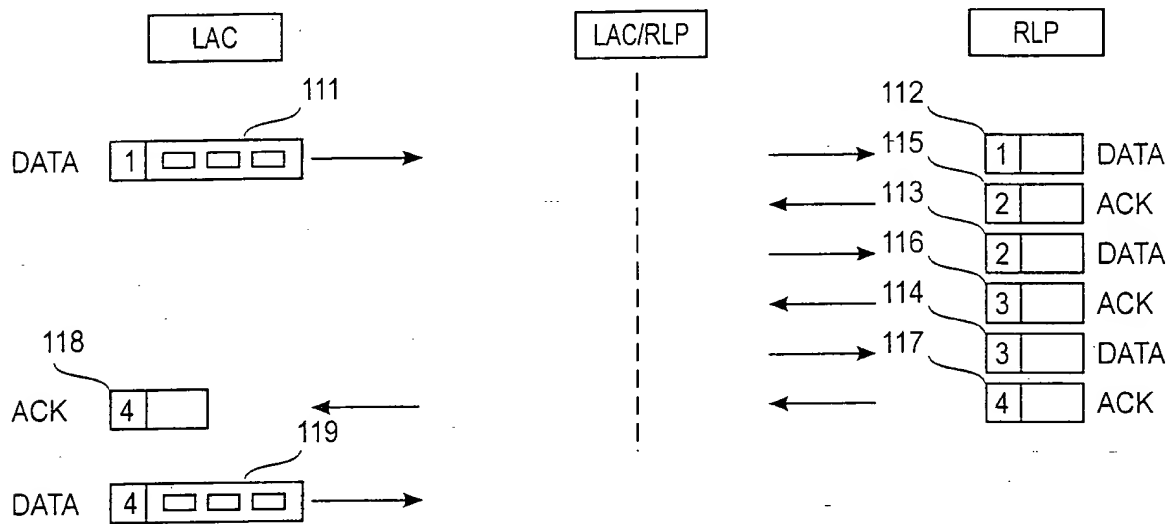 LAC LAC/RLP RLP
111 112
DATA 1 115 1 DATA
113 2 ACK
116 2 DATA
114 3 ACK
118 117 3 DATA
ACK 4 4 ACK
119
DATA 4